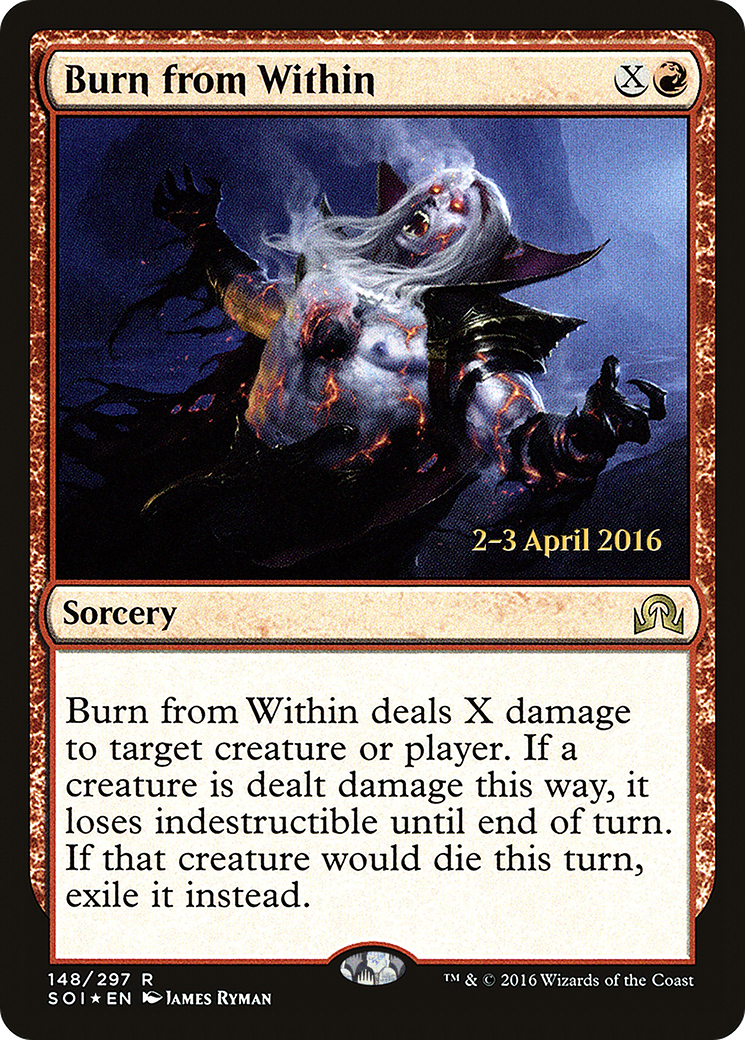 Burn from Within X
2–3 April 2016
Sorcery
Burn from Within deals X damage
to target creature or player. If a
creature is dealt damage this way, it
loses indestructible until end of turn.
If that creature would die this turn,
exile it instead.
148/297 R
SOI★EN James Ryman
™ & © 2016 Wizards of the Coast